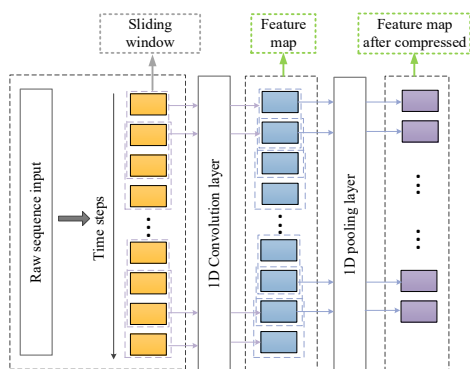 Sliding
window
Feature
map
Feature map
after compressed
Raw sequence input
Time steps
1D Convolution layer
1D pooling layer